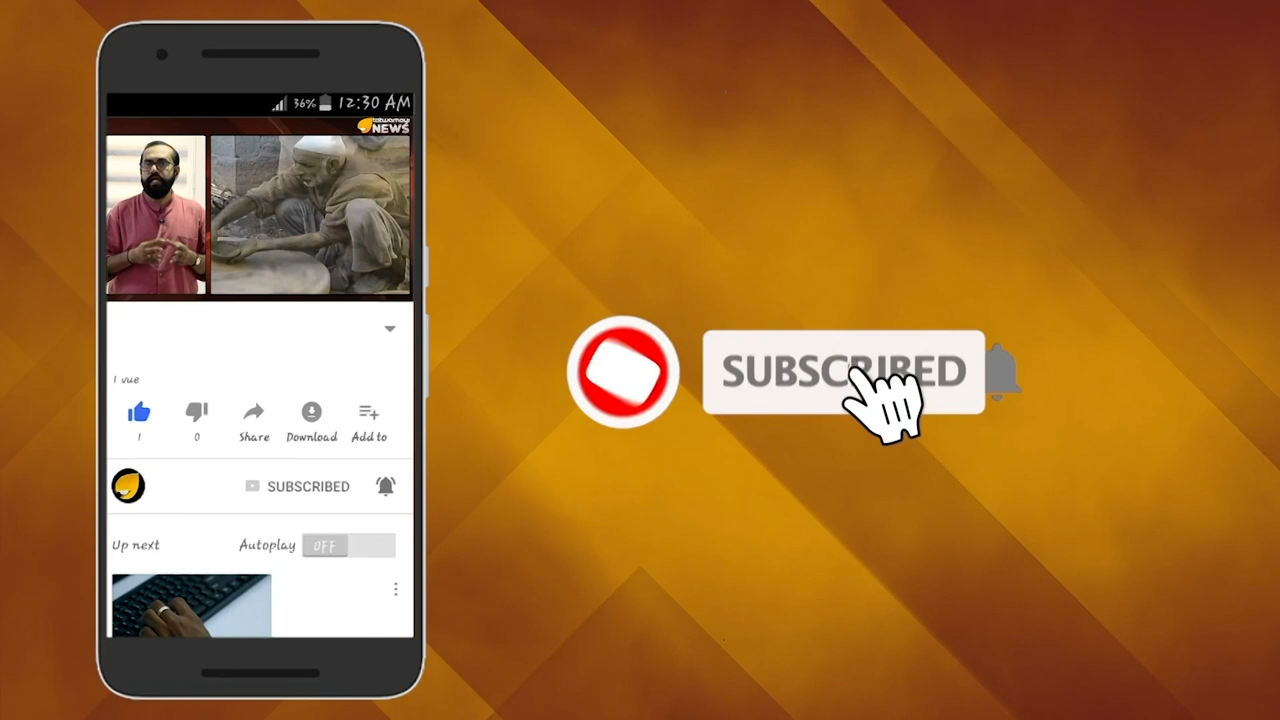 36% 12:30 AM
tatwamayi
NEWS
1 vue
1
0
Share
Download
Add to
SUBSCRIBED
Up next
Autoplay
OFF
SUBSCRIBED